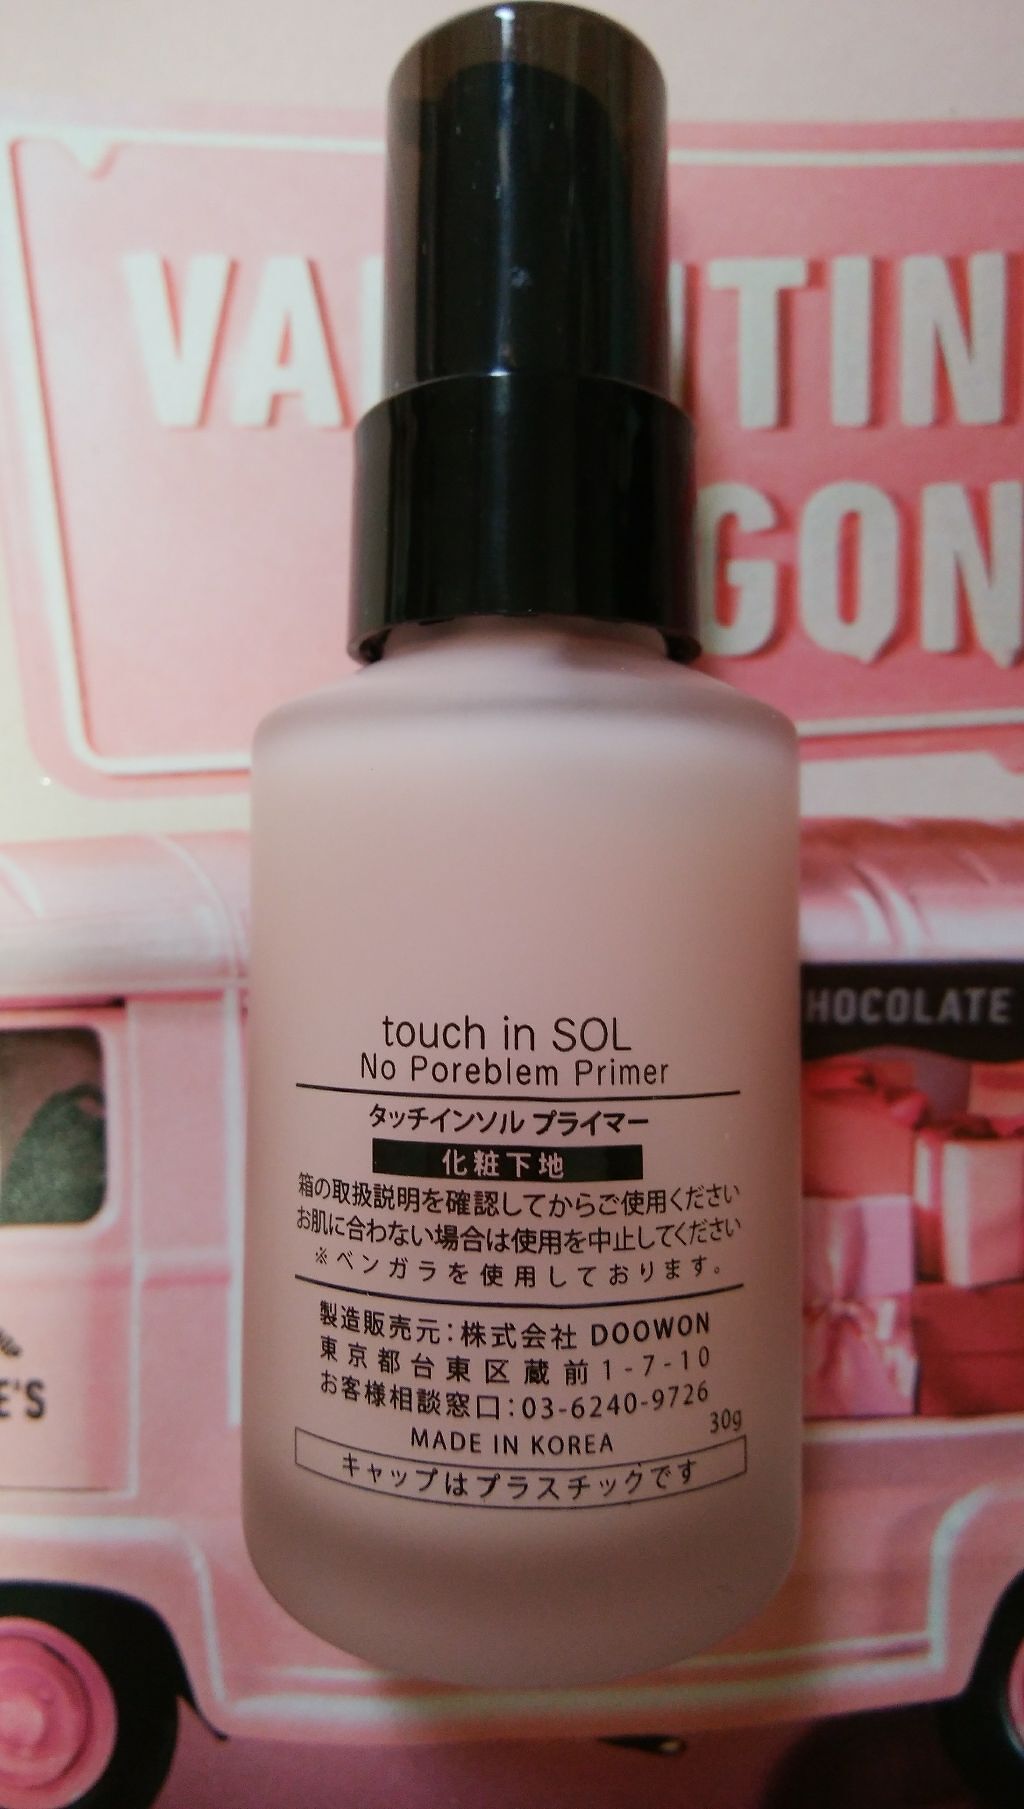 VA TIN
GON
HOCOLATE
E'S
touch in SOL
No Poreblem Primer
タッチインソル プライマー
化粧下地
箱の取扱説明を確認してからご使用ください
お肌に合わない場合は使用を中止してください
※ベンガラを使用しております。
製造販売元:株式会社 DOOWON
東京都台東区蔵前1-7-10
お客様相談窓口:03-6240-9726
30g
MADE IN KOREA
キャップはプラスチックです